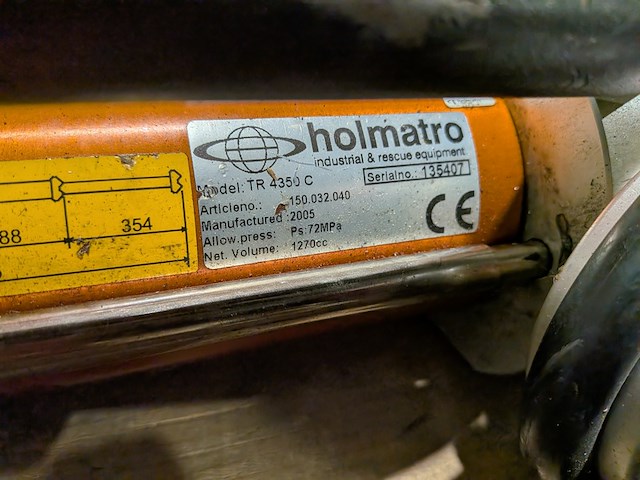 holmatro
industrial & rescue equipment
Model: TR 4350 C
Serialno.: 135407
Articleno.: 150.032.040
Manufactured: 2005
Allow.press: Ps:72MPa
Net. Volume: 1270cc
CE
88
354